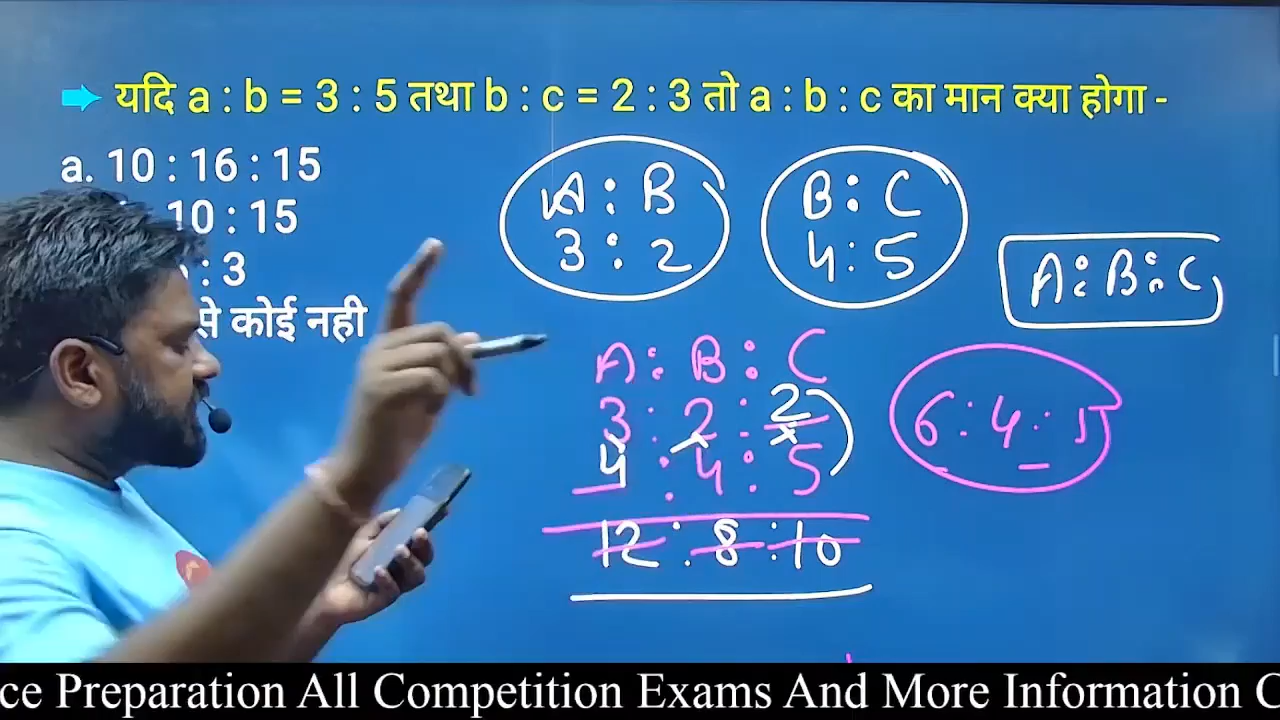 यदि a : b = 3 : 5 तथा b : c = 2 : 3 तो a : b : c का मान क्या होगा -
a. 10 : 16 : 15
10 : 15
: 3
से कोई नही
A : B
3 : 2
B : C
4 : 5
A : B : C
A : B : C
3 : 2 : 2
4 : 4 : 5
12 : 8 : 10
6 : 4 : 5
ce Preparation All Competition Exams And More Information C